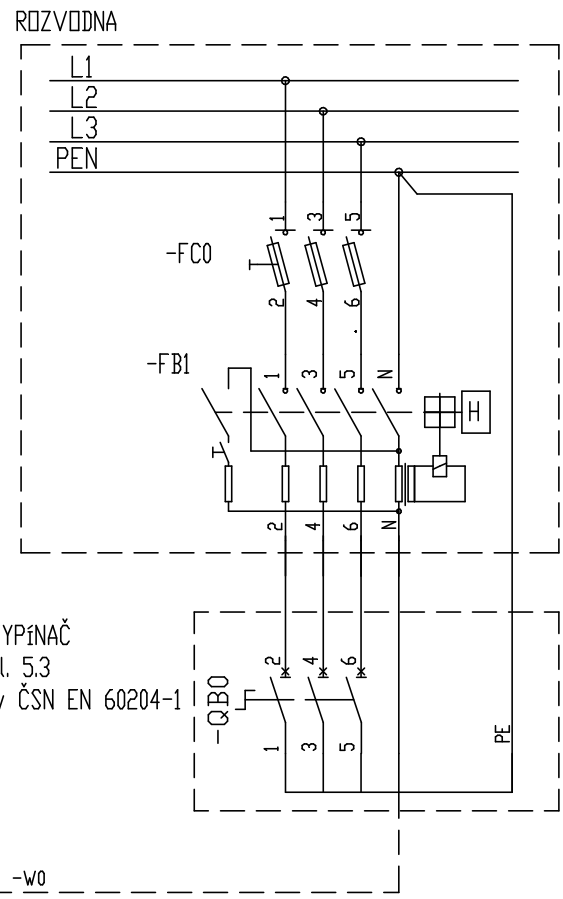 ROZVODNA
L1
L2
L3
PEN
1 3 5
-FC0
2 4 6
-FB1
1 3 5 N
H
2 4 6 N
YPíNAČ
l. 5.3
y ČSN EN 60204-1
2 4 6
-QB0
1 3 5
PE
-W0